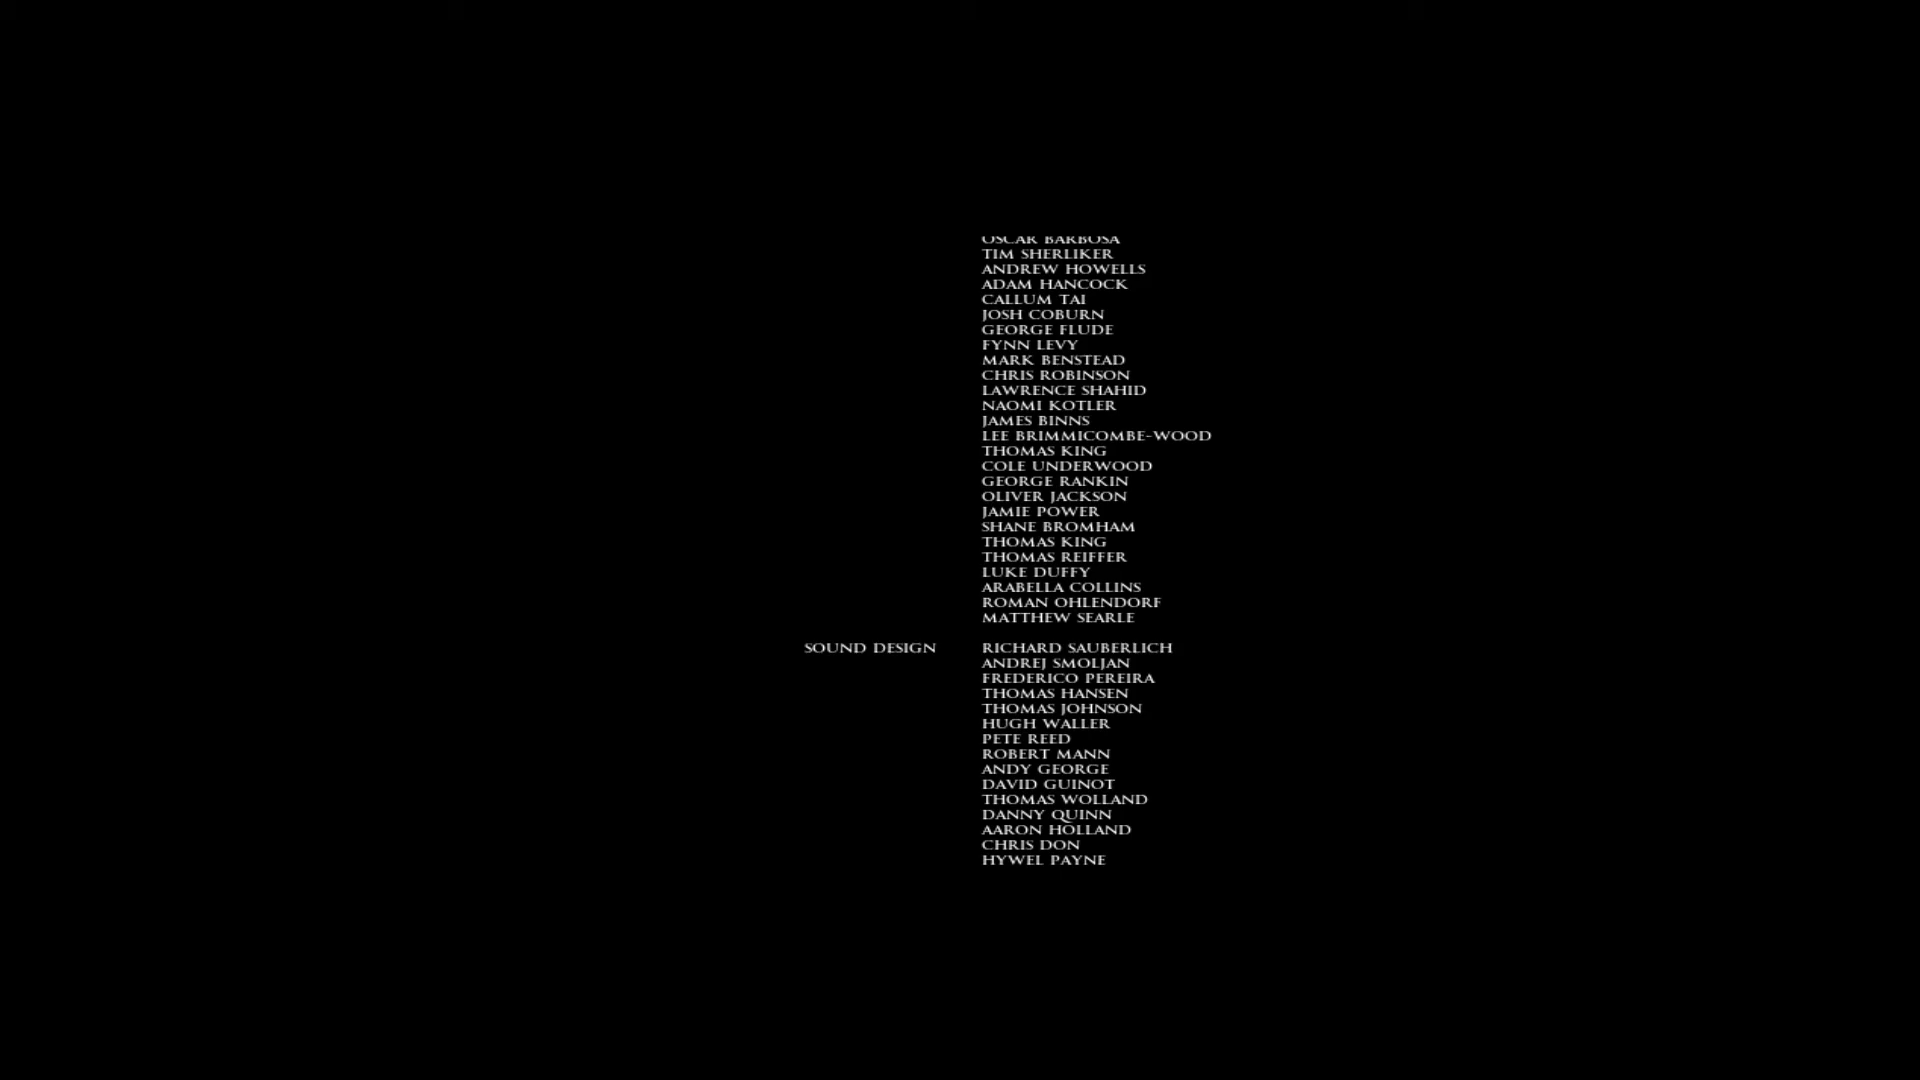 OSCAR BARBOSA
TIM SHERLIKER
ANDREW HOWELLS
ADAM HANCOCK
CALLUM TAI
JOSH COBURN
GEORGE FLUDE
FYNN LEVY
MARK BENSTEAD
CHRIS ROBINSON
LAWRENCE SHAHID
NAOMI KOTLER
JAMES BINNS
LEE BRIMMICOMBE-WOOD
THOMAS KING
COLE UNDERWOOD
GEORGE RANKIN
OLIVER JACKSON
JAMIE POWER
SHANE BROMHAM
THOMAS KING
THOMAS REIFFER
LUKE DUFFY
ARABELLA COLLINS
ROMAN OHLENDORF
MATTHEW SEARLE
SOUND DESIGN RICHARD SAUBERLICH
ANDREJ SMOLJAN
FREDERICO PEREIRA
THOMAS HANSEN
THOMAS JOHNSON
HUGH WALLER
PETE REED
ROBERT MANN
ANDY GEORGE
DAVID GUINOT
THOMAS WOLLAND
DANNY QUINN
AARON HOLLAND
CHRIS DON
HYWEL PAYNE